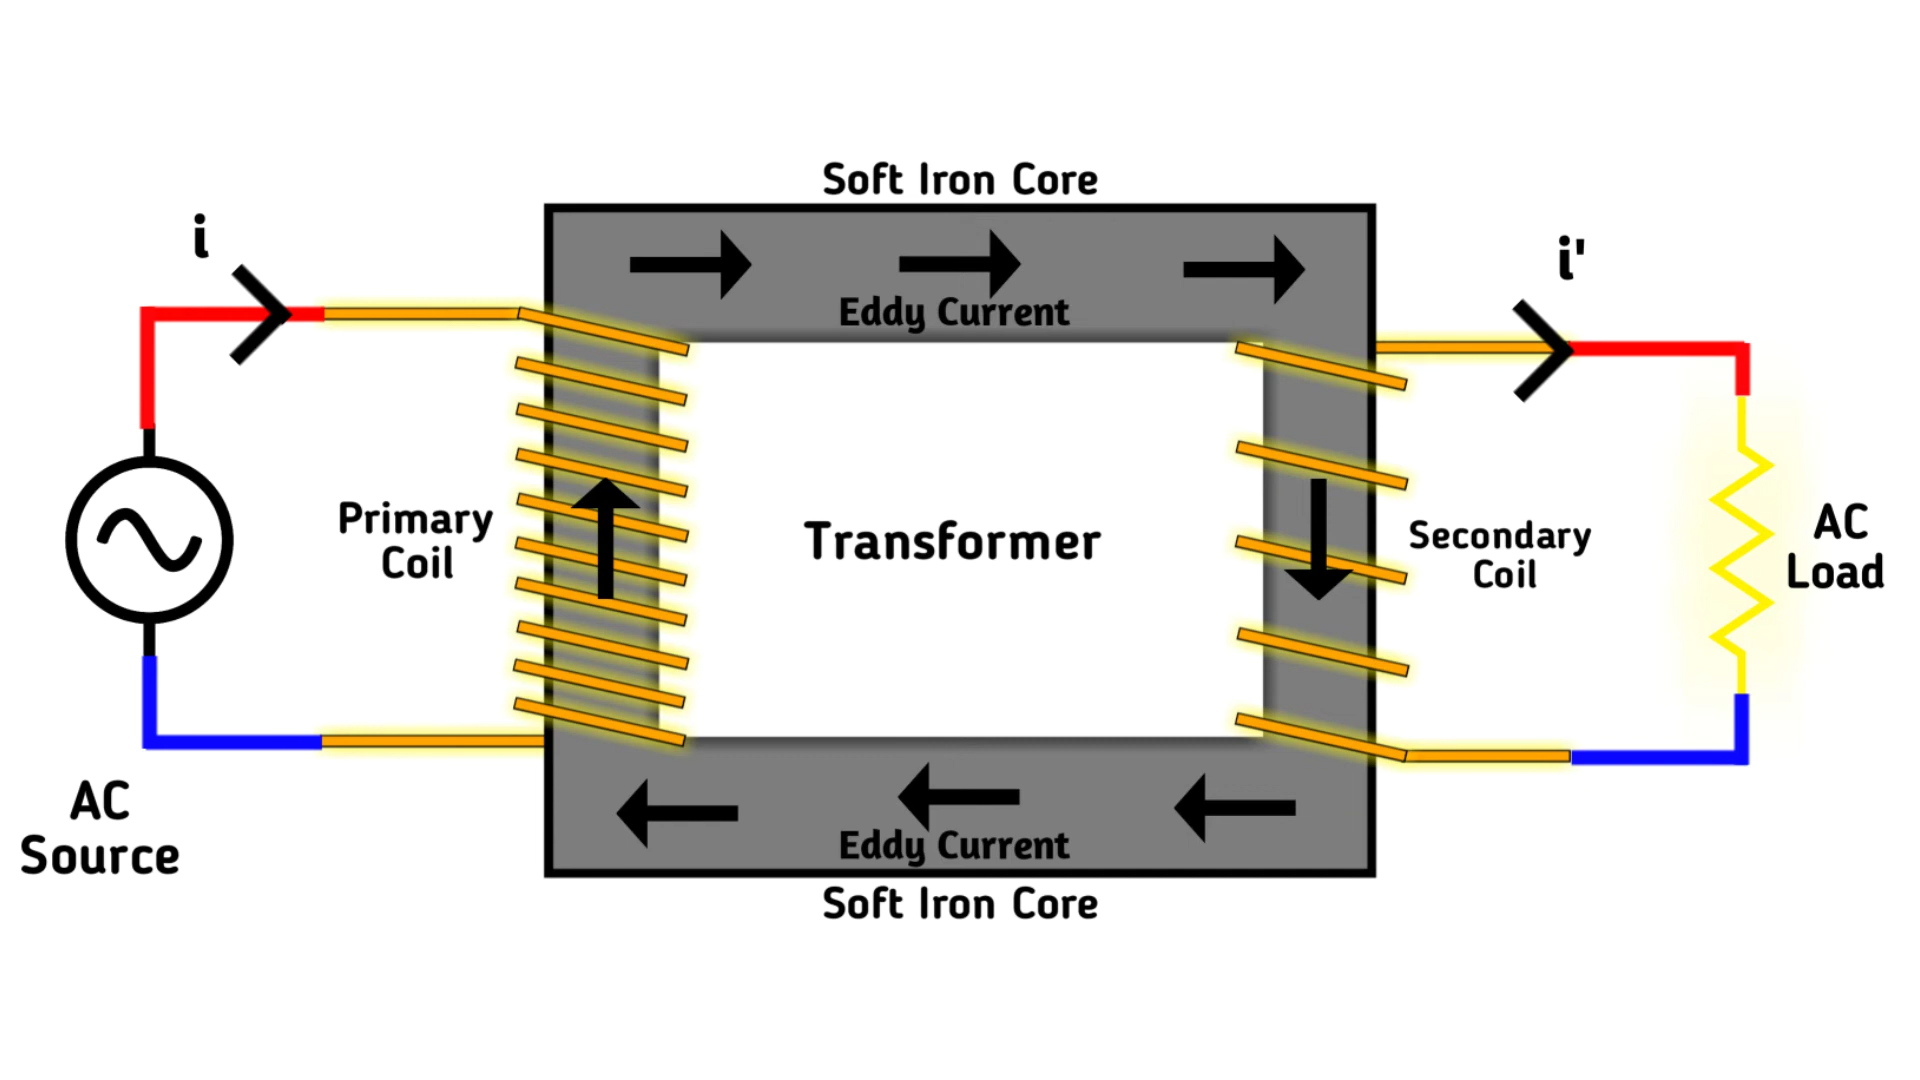 Soft Iron Core
i
i'
Eddy Current
Primary
Coil
Transformer
Secondary
Coil
AC
Load
AC
Source
Eddy Current
Soft Iron Core